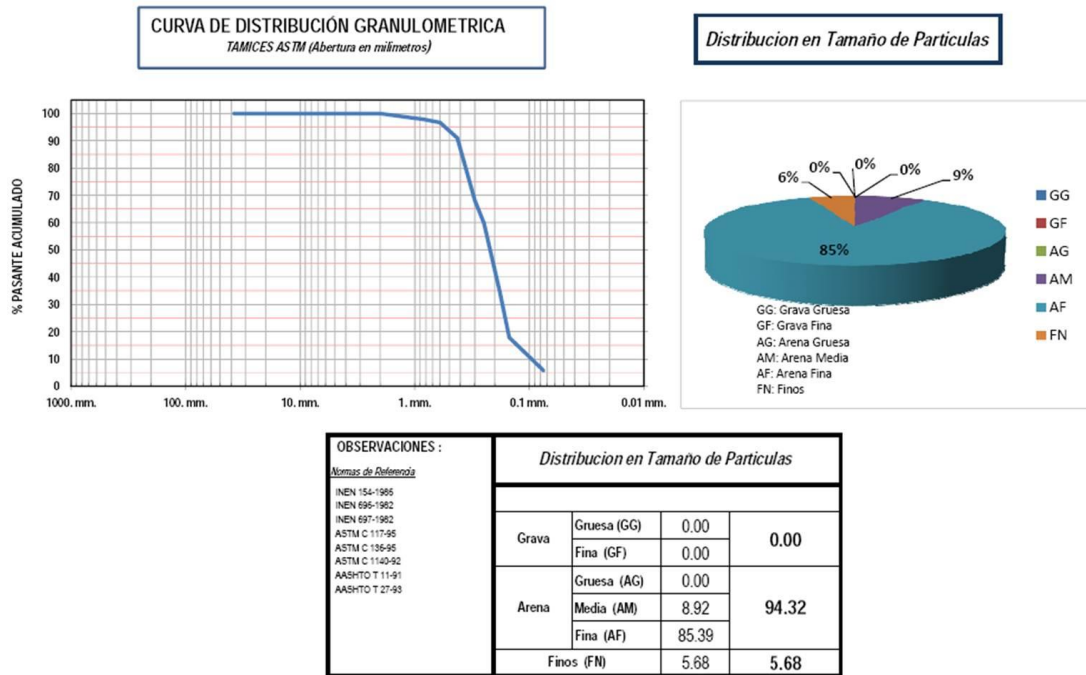 CURVA DE DISTRIBUCIÓN GRANULOMETRICA
TAMICES ASTM (Abertura en milimetros)
Distribucion en Tamaño de Particulas
% PASANTE ACUMULADO
100
90
80
70
60
50
40
30
20
10
0
1000. mm.
100. mm.
10. mm.
1. mm.
0.1 mm.
0.01 mm.
6%
0%
0%
0%
9%
85%
GG
GF
AG
AM
AF
FN
GG: Grava Gruesa
GF: Grava Fina
AG: Arena Gruesa
AM: Arena Media
AF: Arena Fina
FN: Finos
OBSERVACIONES :
Normas de Referencia
INEN 154-1986
INEN 696-1982
INEN 697-1982
ASTM C 117-95
ASTM C 136-95
ASTM C 1140-92
AASHTO T 11-91
AASHTO T 27-93
Distribucion en Tamaño de Particulas
Grava
Gruesa (GG) 0.00
0.00
Fina (GF) 0.00
Arena
Gruesa (AG) 0.00
Media (AM) 8.92
94.32
Fina (AF) 85.39
Finos (FN) 5.68 5.68